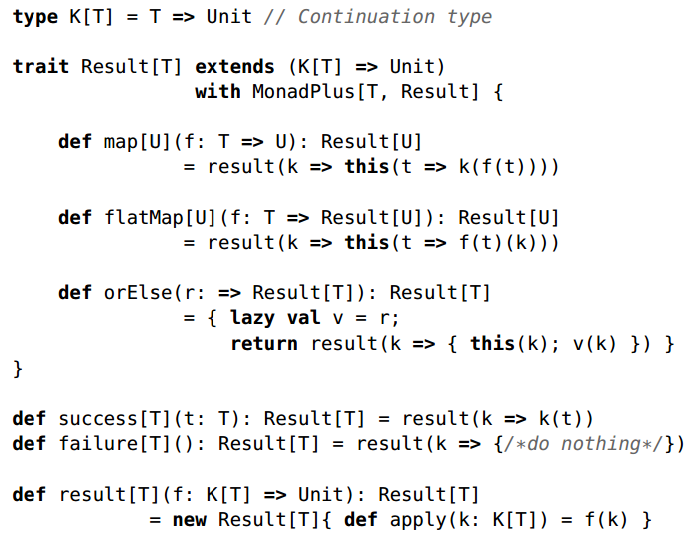 type K[T] = T => Unit // Continuation type
trait Result[T] extends (K[T] => Unit)
with MonadPlus[T, Result] {
def map[U](f: T => U): Result[U]
= result(k => this(t => k(f(t))))
def flatMap[U](f: T => Result[U]): Result[U]
= result(k => this(t => f(t)(k)))
def orElse(r: => Result[T]): Result[T]
= { lazy val v = r;
return result(k => { this(k); v(k) }) }
}
def success[T](t: T): Result[T] = result(k => k(t))
def failure[T](): Result[T] = result(k => {/*do nothing*/})
def result[T](f: K[T] => Unit): Result[T]
= new Result[T]{ def apply(k: K[T]) = f(k) }